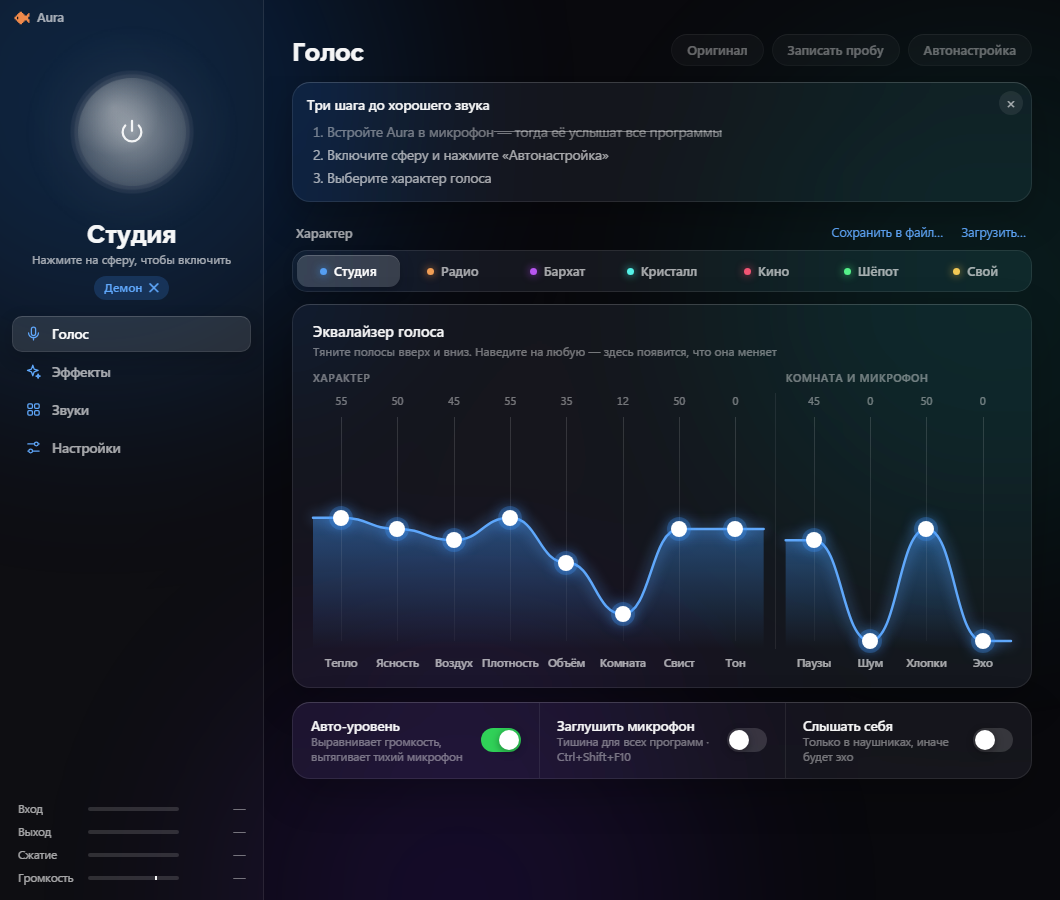 Aura
Студия
Нажмите на сферу, чтобы включить
Демон ✕
Голос
Эффекты
Звуки
Настройки
Вход —
Выход —
Сжатие —
Громкость —
Голос
Оригинал Записать пробу Автонастройка
Три шага до хорошего звука
1. Встройте Aura в микрофон — тогда её услышат все программы
2. Включите сферу и нажмите «Автонастройка»
3. Выберите характер голоса
Характер Сохранить в файл... Загрузить...
Студия Радио Бархат Кристалл Кино Шёпот Свой
Эквалайзер голоса
Тяните полосы вверх и вниз. Наведите на любую — здесь появится, что она меняет
ХАРАКТЕР КОМНАТА И МИКРОФОН
55 50 45 55 35 12 50 0 45 0 50 0
Тепло Ясность Воздух Плотность Объём Комната Свист Тон Паузы Шум Хлопки Эхо
Авто-уровень
Выравнивает громкость,
вытягивает тихий микрофон
Заглушить микрофон
Тишина для всех программ ·
Ctrl+Shift+F10
Слышать себя
Только в наушниках, иначе
будет эхо